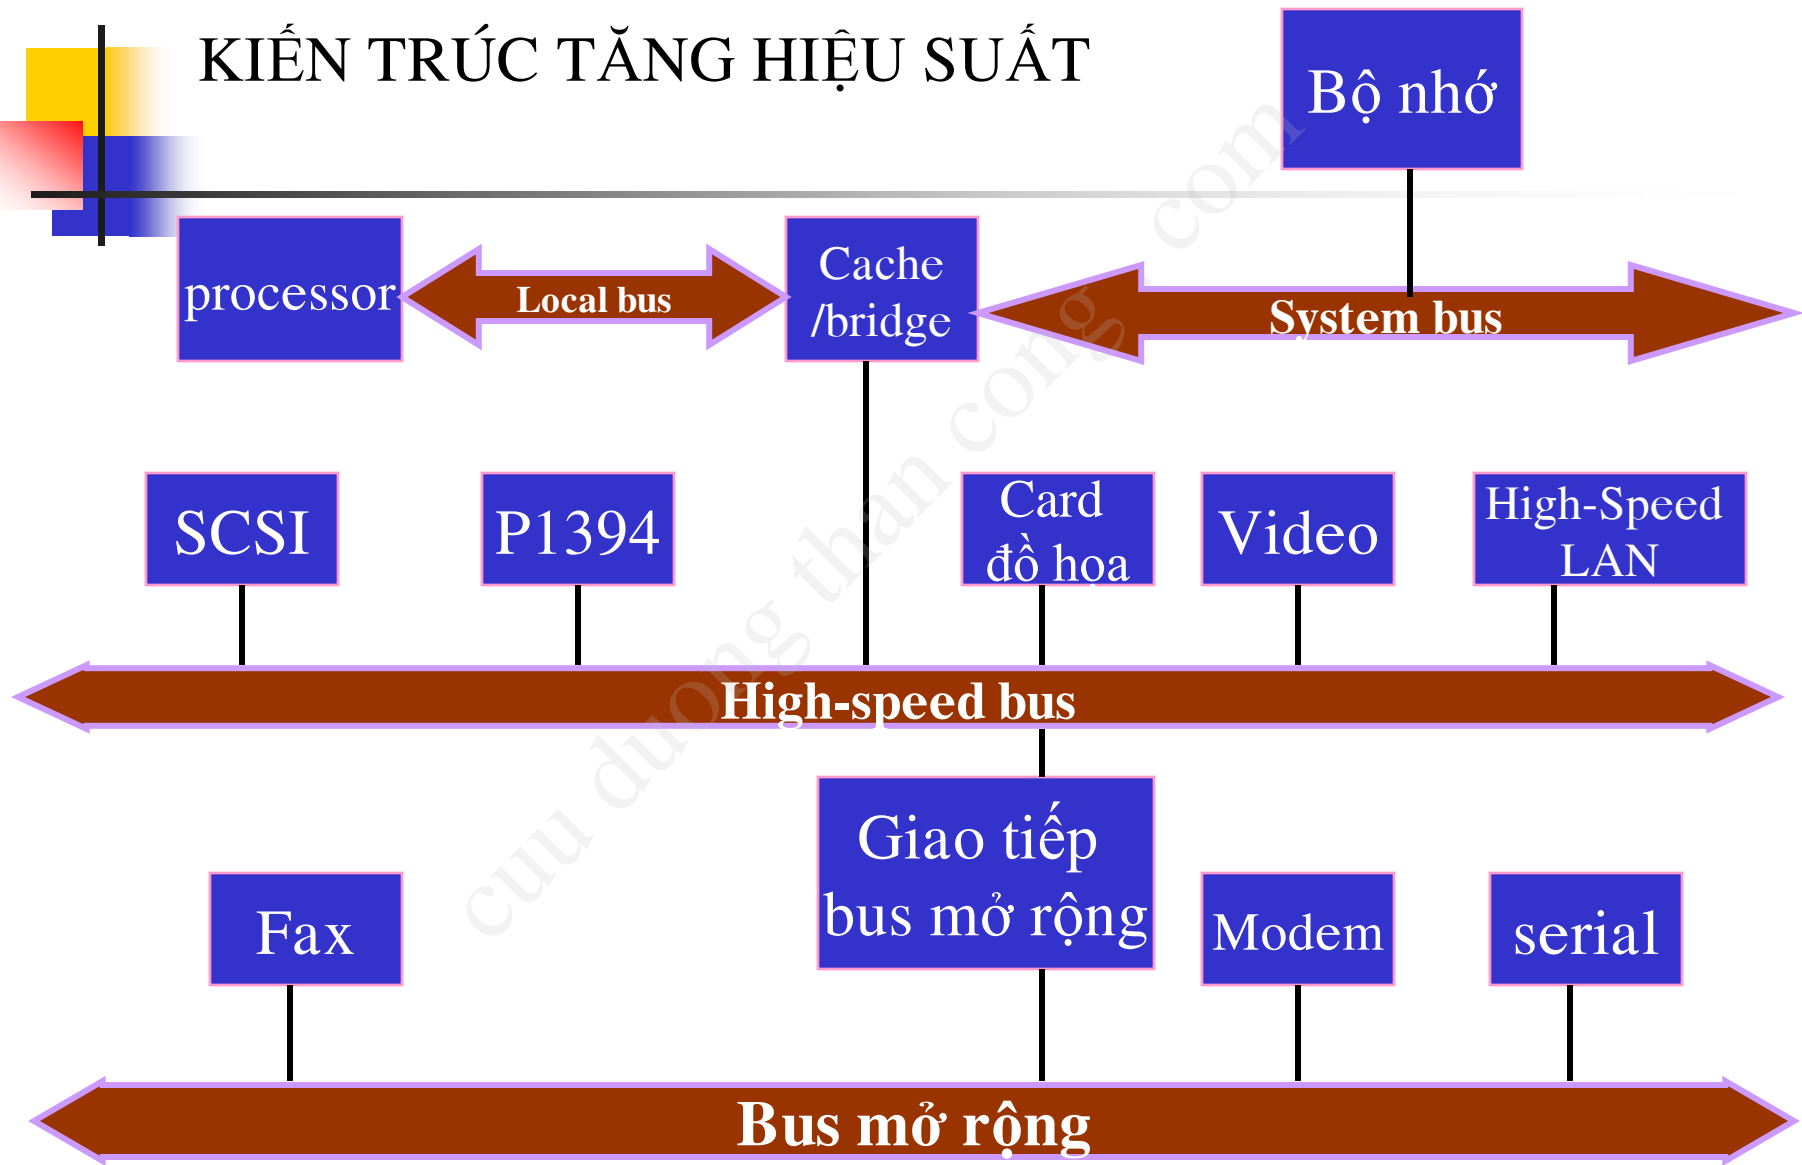 KIẾN TRÚC TĂNG HIỆU SUẤT
Bộ nhớ
processor
Local bus
Cache
/bridge
System bus
SCSI
P1394
Card
đồ họa
Video
High-Speed
LAN
High-speed bus
Giao tiếp
bus mở rộng
Fax
Modem
serial
Bus mở rộng
cuu duong than cong . com